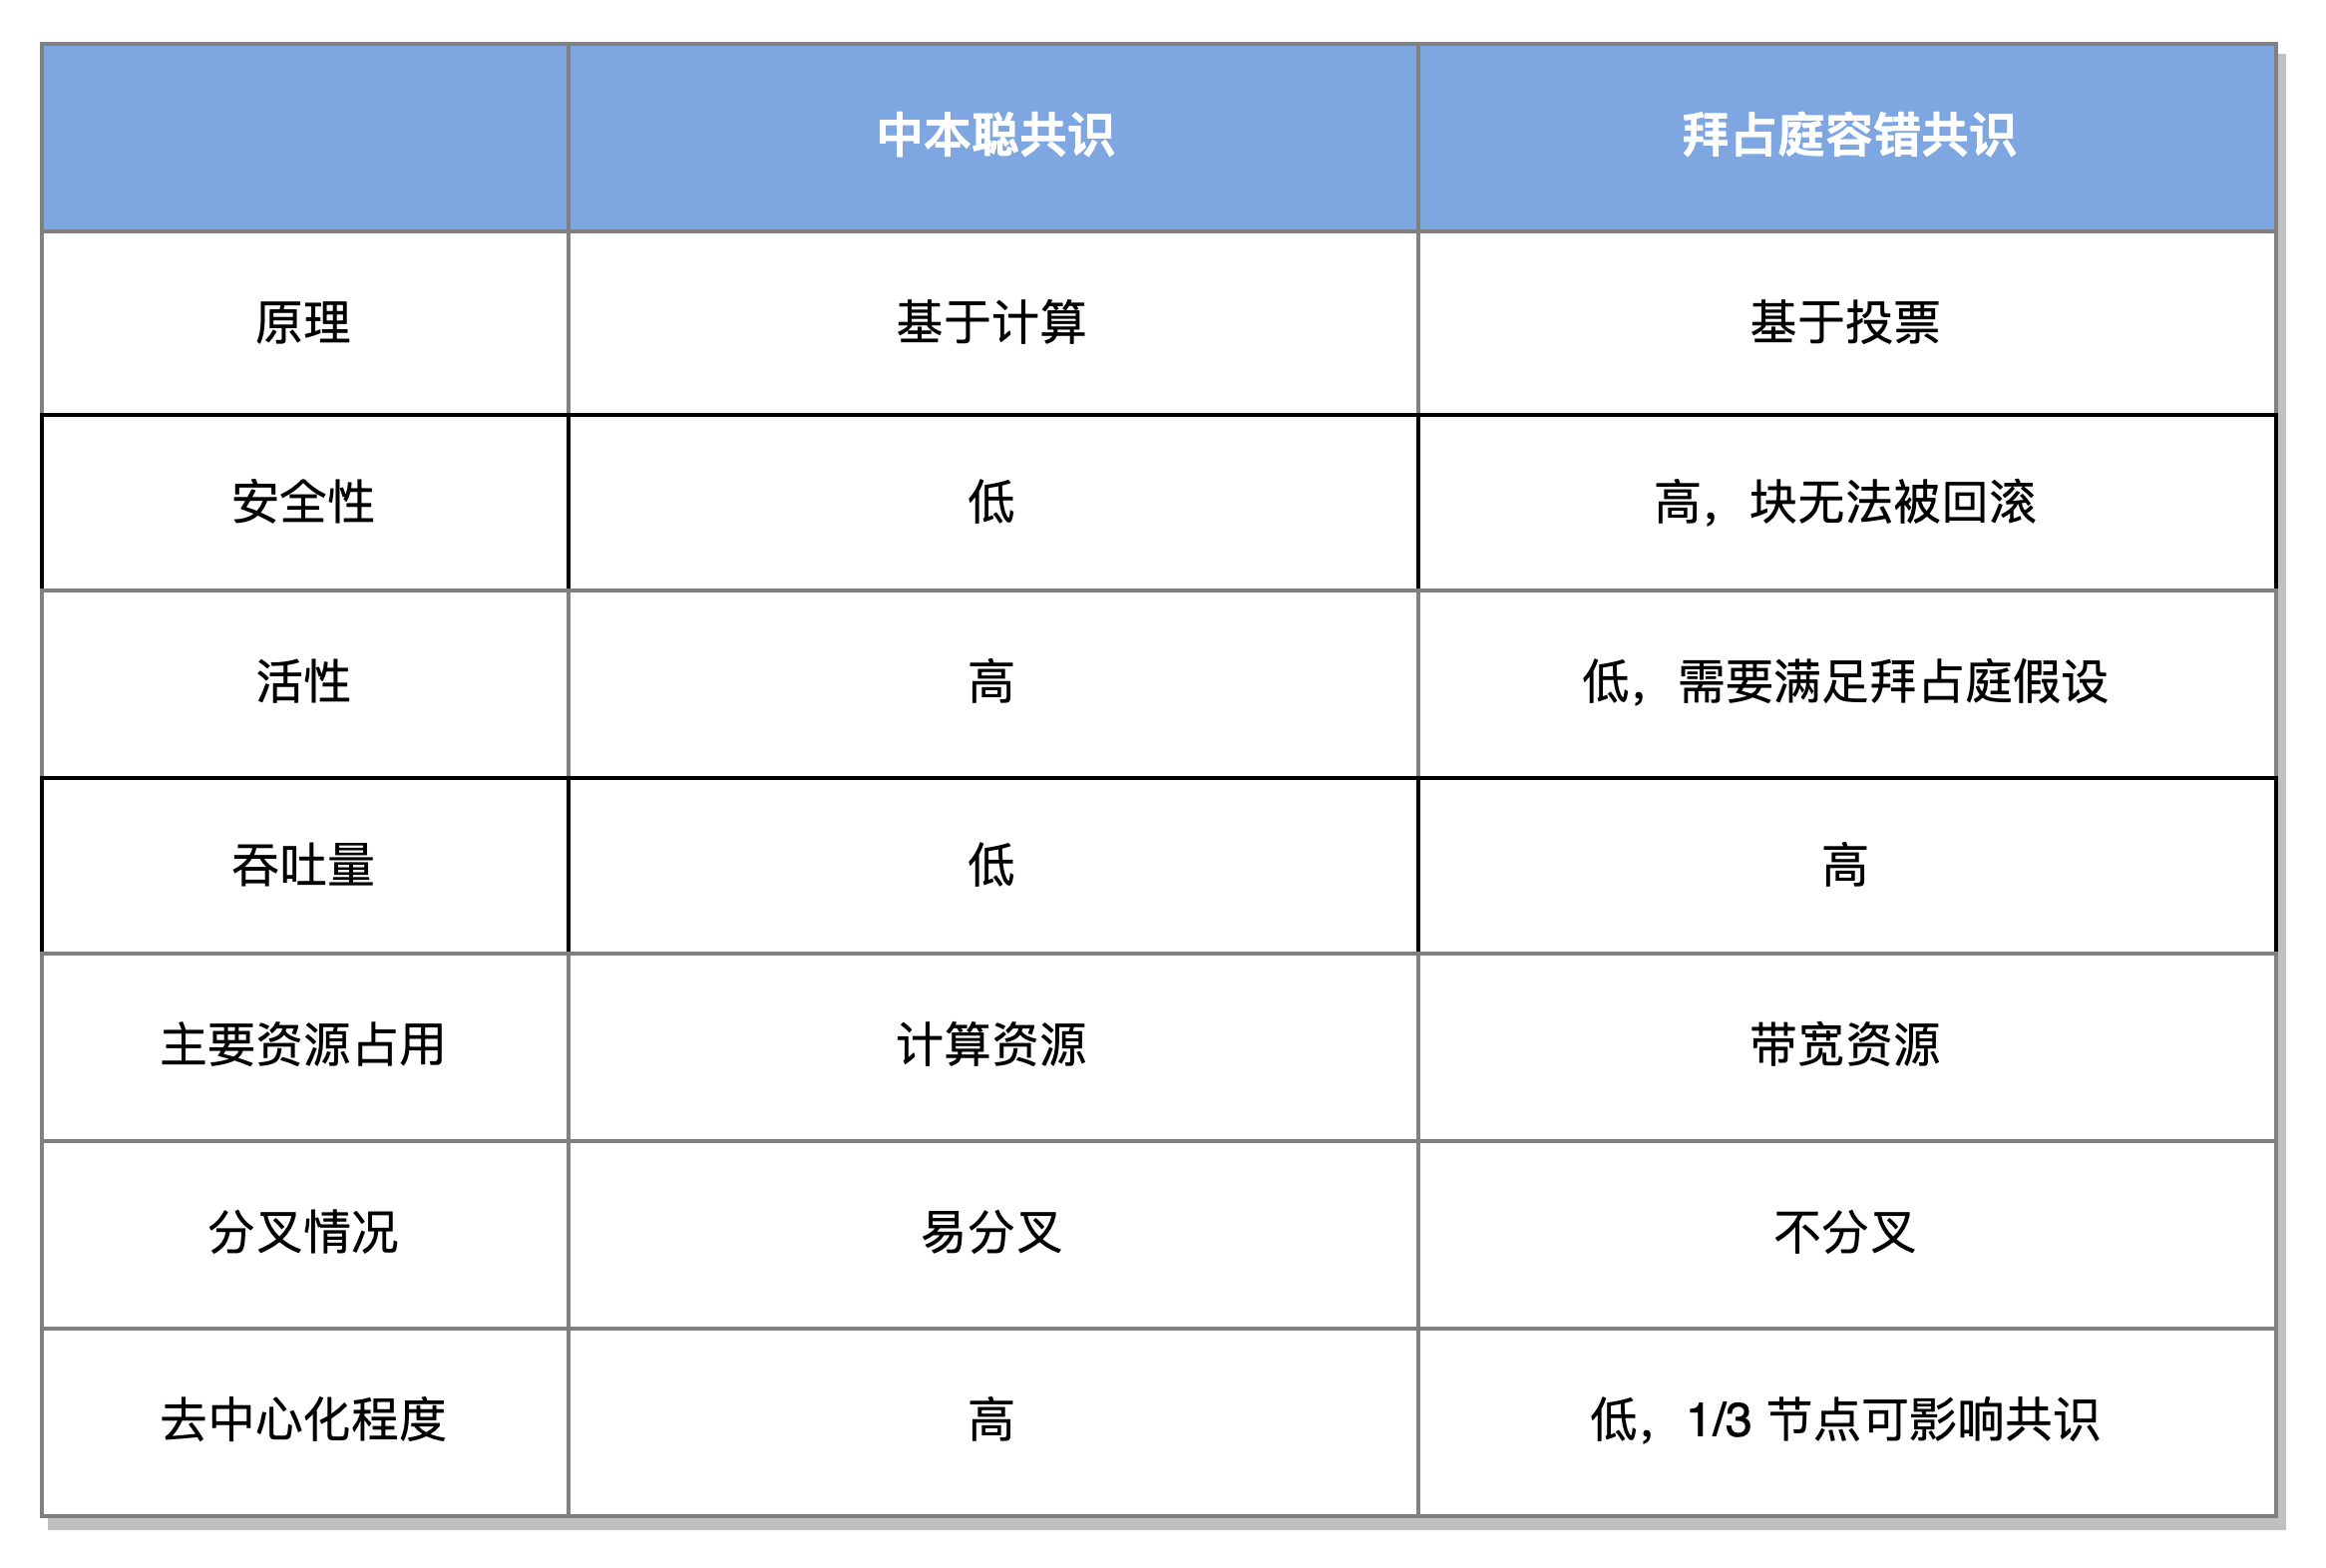 中本聪共识 拜占庭容错共识
原理 基于计算 基于投票
安全性 低 高，块无法被回滚
活性 高 低，需要满足拜占庭假设
吞吐量 低 高
主要资源占用 计算资源 带宽资源
分叉情况 易分叉 不分叉
去中心化程度 高 低，1/3 节点可影响共识